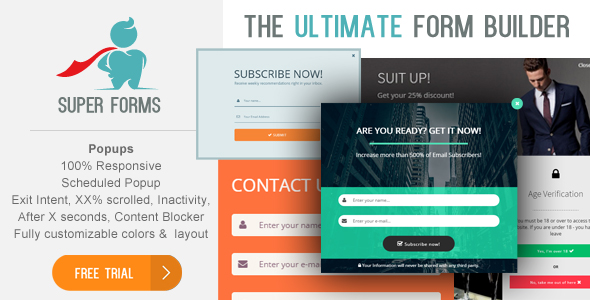 THE ULTIMATE FORM BUILDER
SUPER FORMS
Popups
100% Responsive
Scheduled Popup
Exit Intent, XX% scrolled, Inactivity,
After X seconds, Content Blocker
Fully customizable colors & layout
FREE TRIAL
SUBSCRIBE NOW!
Receive weekly recommendations right in your inbox.
Your name...
Your Email Address
SUBMIT
SUIT UP!
Get your 25% discount!
Close
ARE YOU READY? GET IT NOW!
Increase more than 500% of Email Subscribers!
Enter your name...
Enter your e-mail...
Subscribe now!
Your Information will never be shared with any third party.
CONTACT U
Enter your name
Enter your e-m
Age Verification
you must be 18 or over to access t
If you are under 18 - you ha
leave
Yes, I'm over 18
No, take me out of here